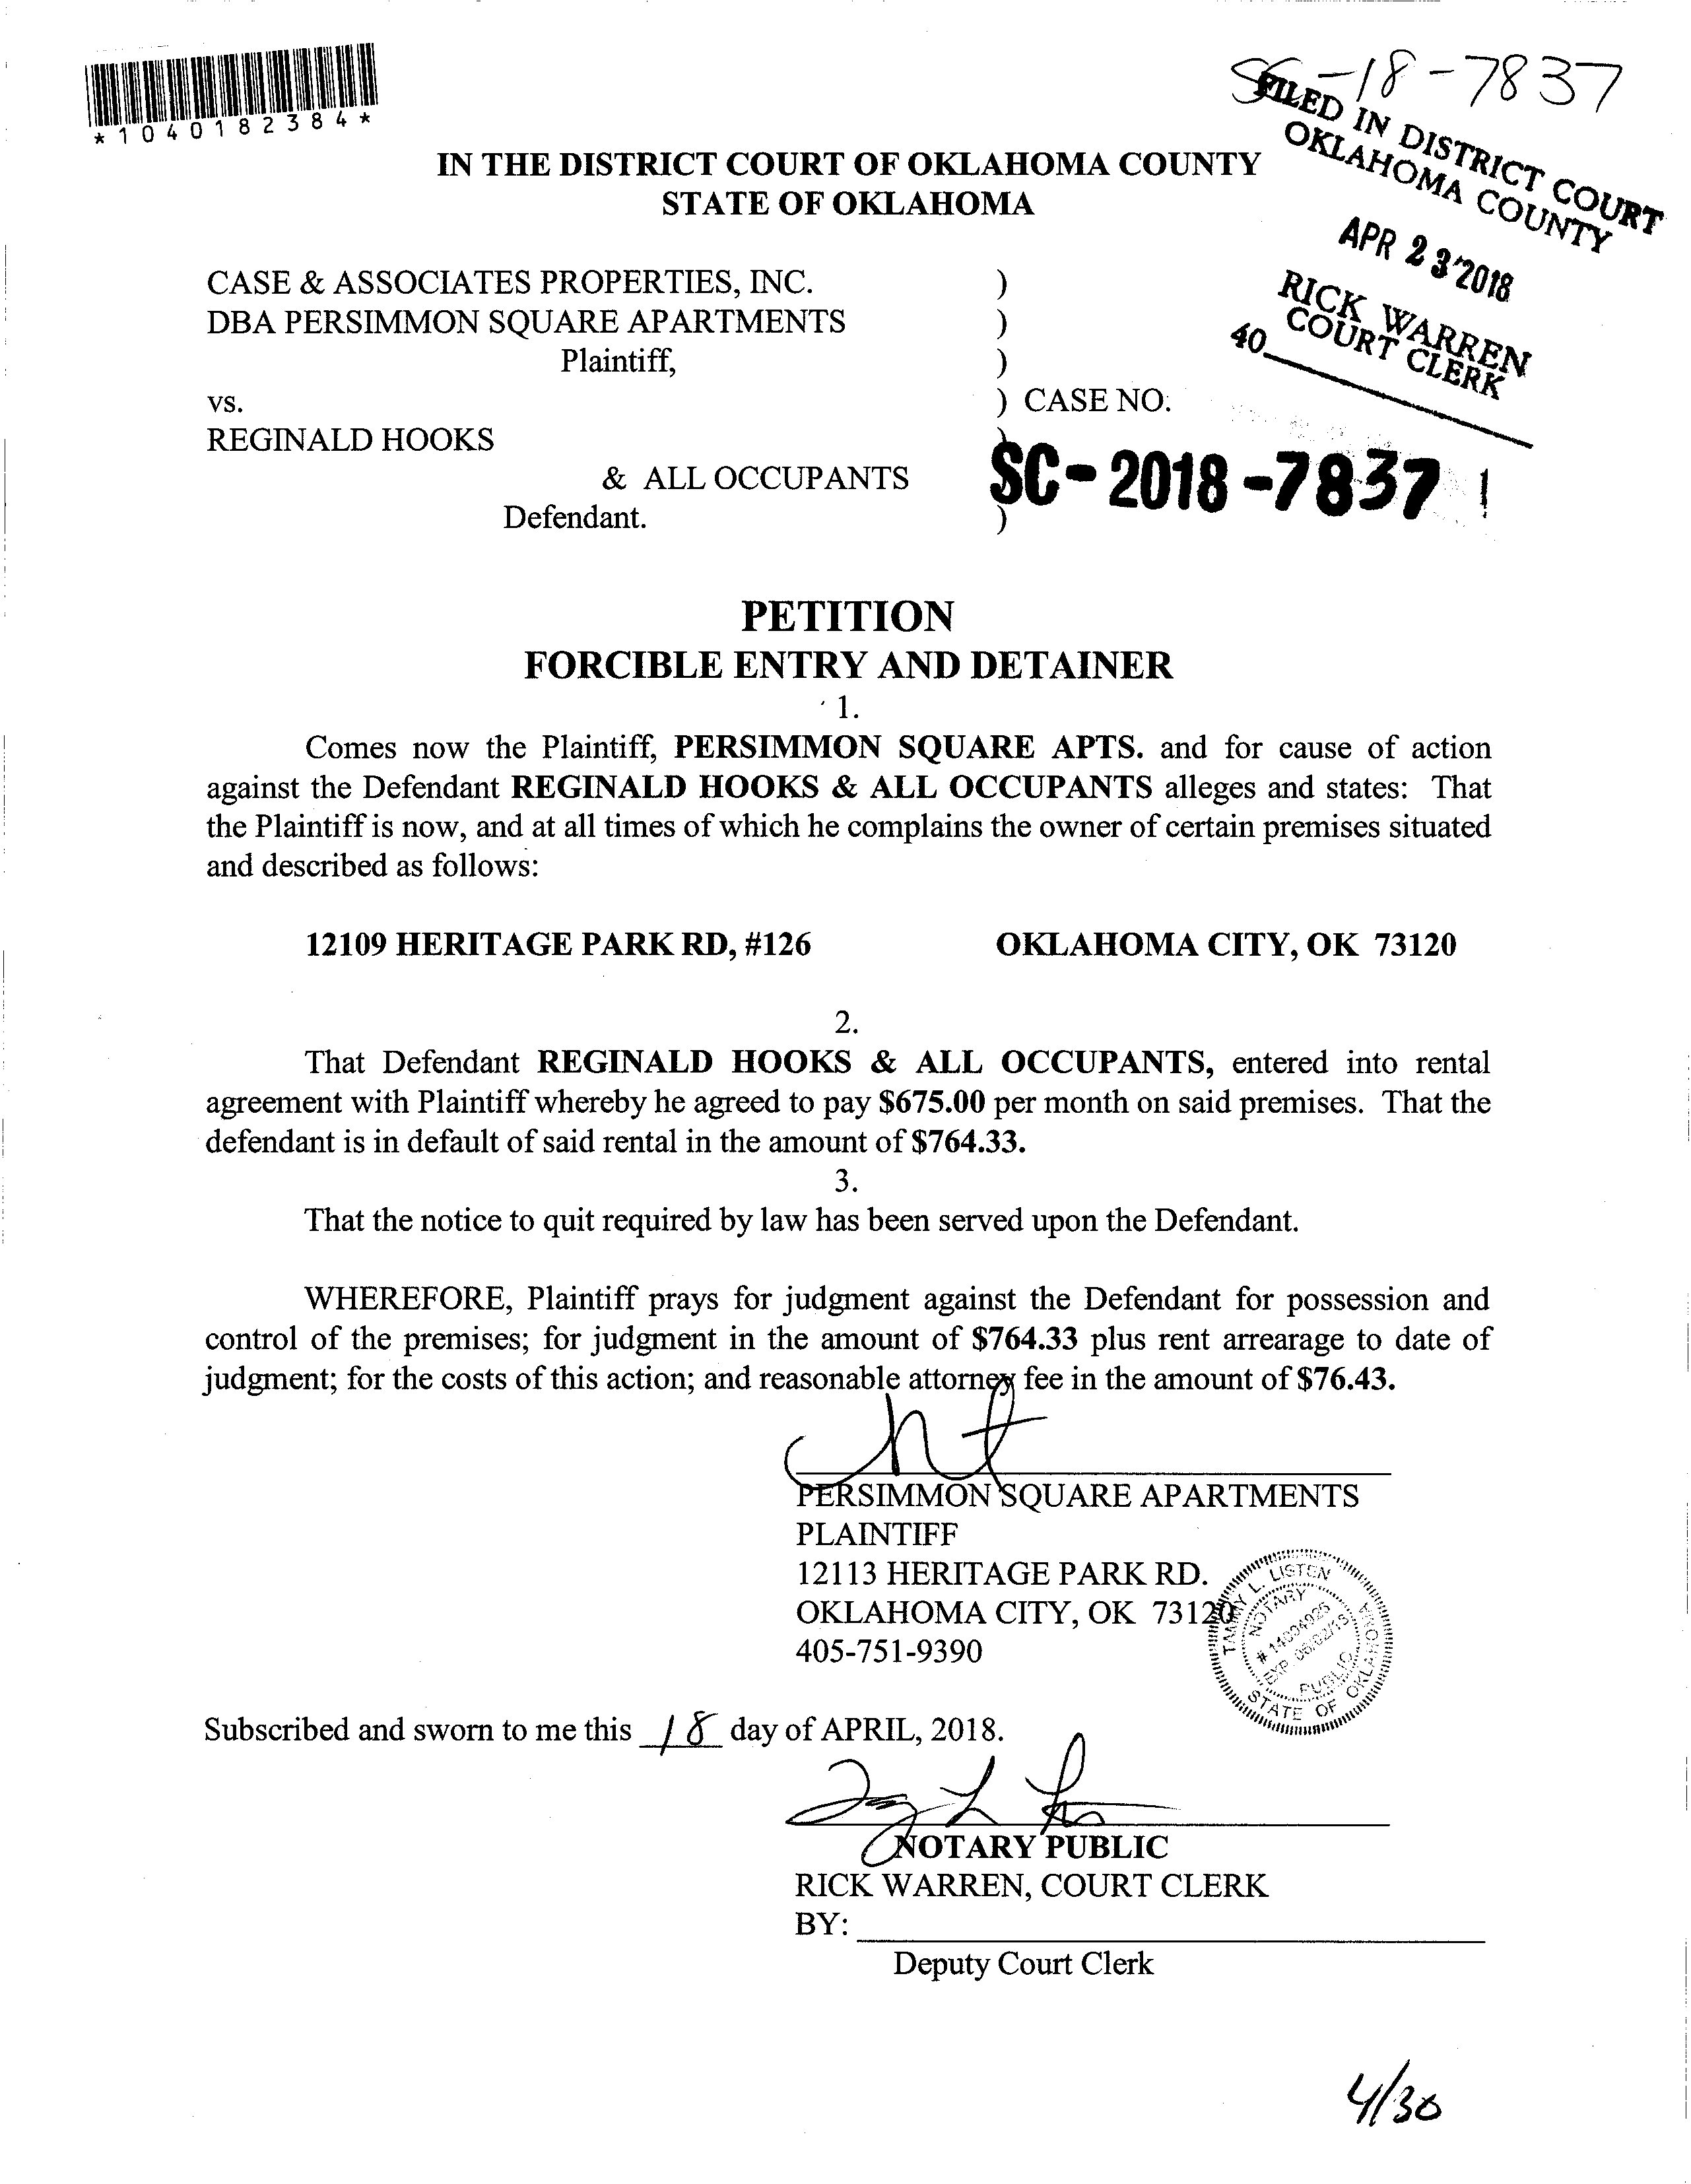 SC-18-7837
*1040182384*
FILED IN DISTRICT COURT
OKLAHOMA COUNTY
APR 23 2018
RICK WARREN
COURT CLERK
40
IN THE DISTRICT COURT OF OKLAHOMA COUNTY
STATE OF OKLAHOMA
CASE & ASSOCIATES PROPERTIES, INC. )
DBA PERSIMMON SQUARE APARTMENTS )
Plaintiff, )
vs. ) CASE NO.
REGINALD HOOKS )
& ALL OCCUPANTS SC-2018-7837
Defendant. )
PETITION
FORCIBLE ENTRY AND DETAINER
1.
Comes now the Plaintiff, PERSIMMON SQUARE APTS. and for cause of action
against the Defendant REGINALD HOOKS & ALL OCCUPANTS alleges and states: That
the Plaintiff is now, and at all times of which he complains the owner of certain premises situated
and described as follows:
12109 HERITAGE PARK RD, #126 OKLAHOMA CITY, OK 73120
2.
That Defendant REGINALD HOOKS & ALL OCCUPANTS, entered into rental
agreement with Plaintiff whereby he agreed to pay $675.00 per month on said premises. That the
defendant is in default of said rental in the amount of $764.33.
3.
That the notice to quit required by law has been served upon the Defendant.
WHEREFORE, Plaintiff prays for judgment against the Defendant for possession and
control of the premises; for judgment in the amount of $764.33 plus rent arrearage to date of
judgment; for the costs of this action; and reasonable attorney fee in the amount of $76.43.
PERSIMMON SQUARE APARTMENTS
PLAINTIFF
12113 HERITAGE PARK RD.
OKLAHOMA CITY, OK 73120
405-751-9390
TAMMY L. LISTEN
NOTARY
# 14004925
PUBLIC
STATE OF OKLAHOMA
Subscribed and sworn to me this 18 day of APRIL, 2018.
NOTARY PUBLIC
RICK WARREN, COURT CLERK
BY:
Deputy Court Clerk
4/30